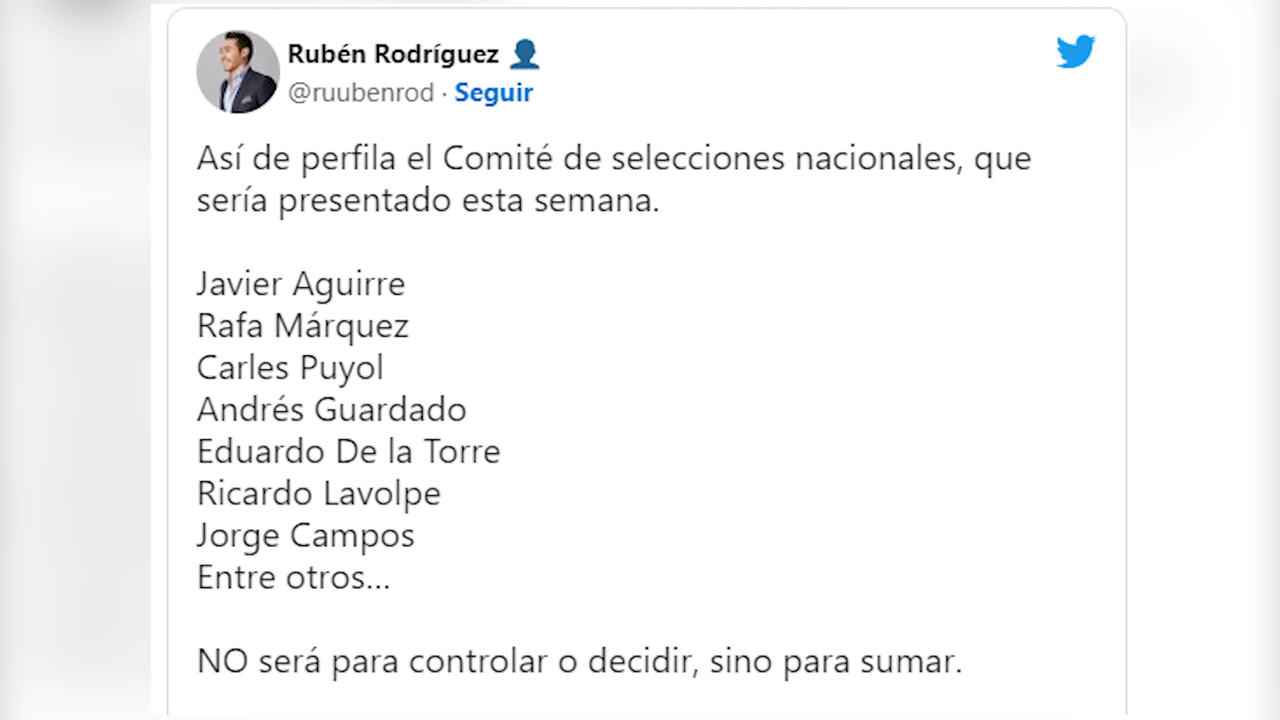 Rubén Rodríguez 👤
@ruubenrod · Seguir
Así de perfila el Comité de selecciones nacionales, que
sería presentado esta semana.
Javier Aguirre
Rafa Márquez
Carles Puyol
Andrés Guardado
Eduardo De la Torre
Ricardo Lavolpe
Jorge Campos
Entre otros...
NO será para controlar o decidir, sino para sumar.